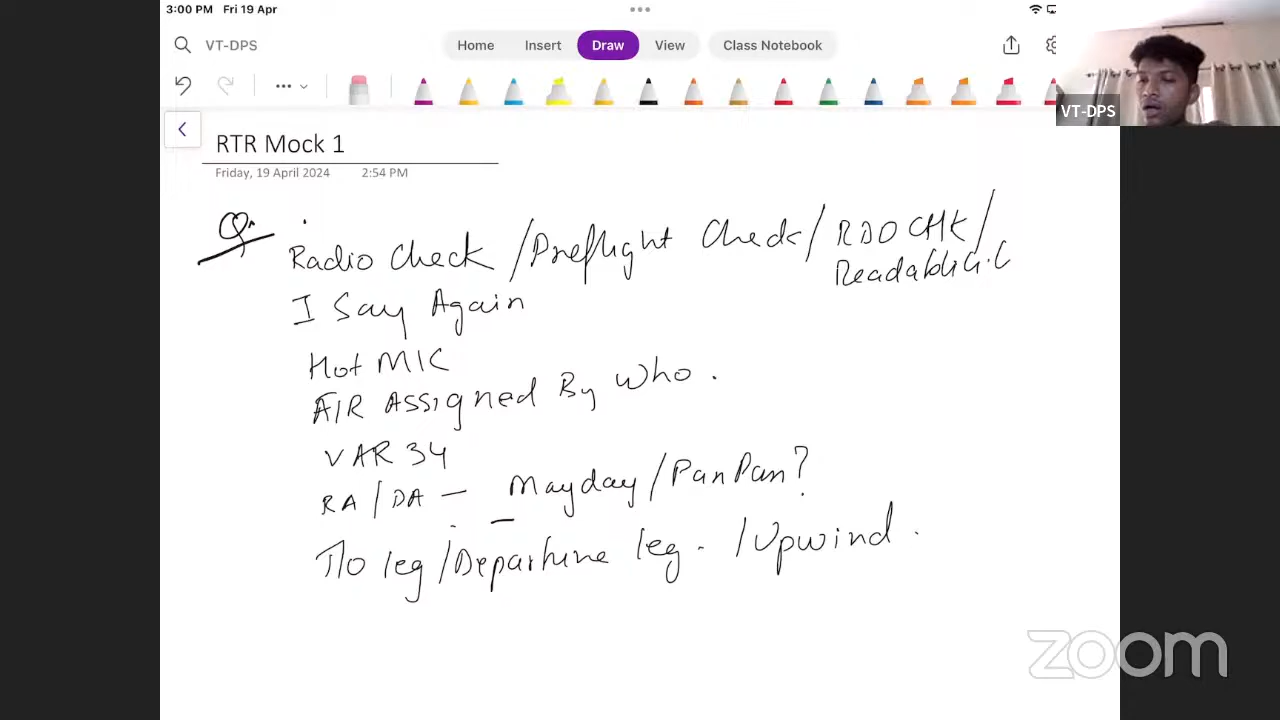 3:00 PM Fri 19 Apr
VT-DPS
Home Insert Draw View Class Notebook
VT-DPS
RTR Mock 1
Friday, 19 April 2024 2:54 PM
Q.
Radio Check / Preflight Check / RDO CHK /
I Say Again
Hot MIC
AIR Assigned By Who.
VAR 34
RA / DA — Mayday / PanPan?
T/O leg / Departure leg. / Upwind.
zoom